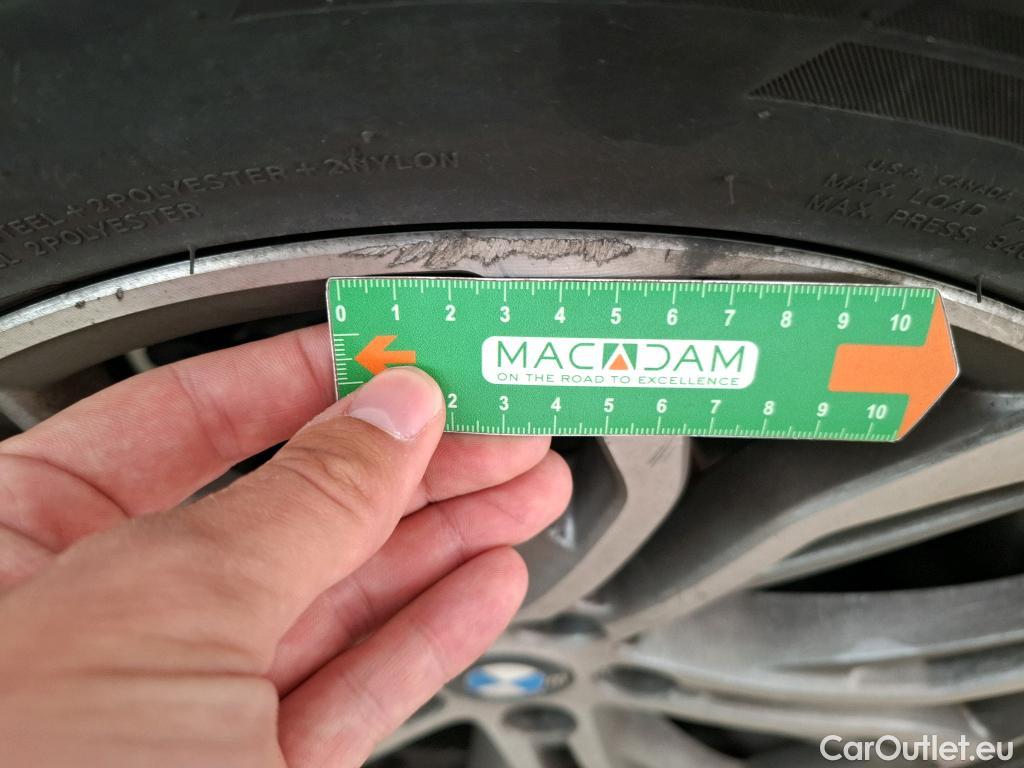 TEEL + 2POLYESTER + 2NYLON
2POLYESTER
U.S.A. CANADA
MAX. LOAD
MAX. PRESS.
0 1 2 3 4 5 6 7 8 9 10
MACADAM
ON THE ROAD TO EXCELLENCE
2 3 4 5 6 7 8 9 10
CarOutlet.eu